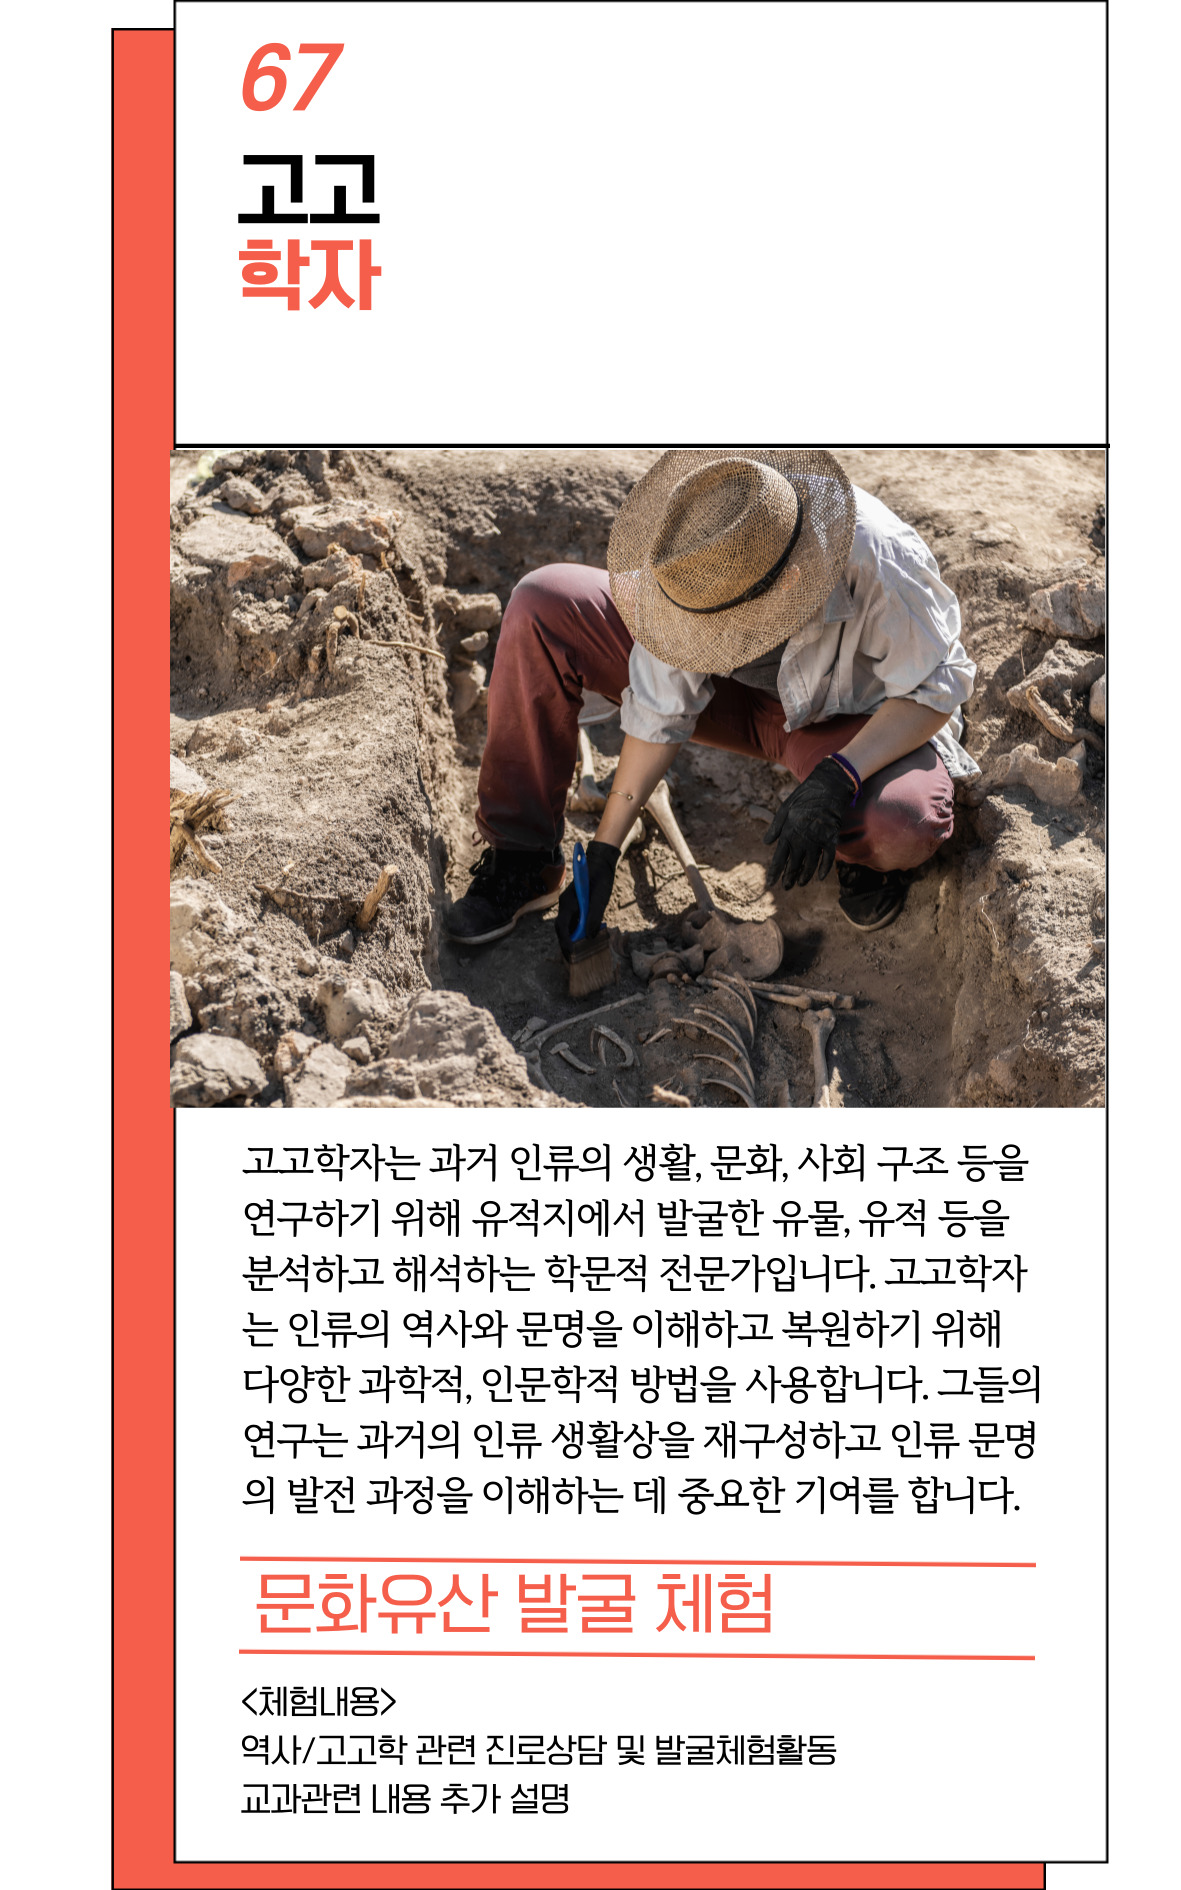 67
고고
학자
고고학자는 과거 인류의 생활, 문화, 사회 구조 등을
연구하기 위해 유적지에서 발굴한 유물, 유적 등을
분석하고 해석하는 학문적 전문가입니다. 고고학자
는 인류의 역사와 문명을 이해하고 복원하기 위해
다양한 과학적, 인문학적 방법을 사용합니다. 그들의
연구는 과거의 인류 생활상을 재구성하고 인류 문명
의 발전 과정을 이해하는 데 중요한 기여를 합니다.
문화유산 발굴 체험
<체험내용>
역사/고고학 관련 진로상담 및 발굴체험활동
교과관련 내용 추가 설명